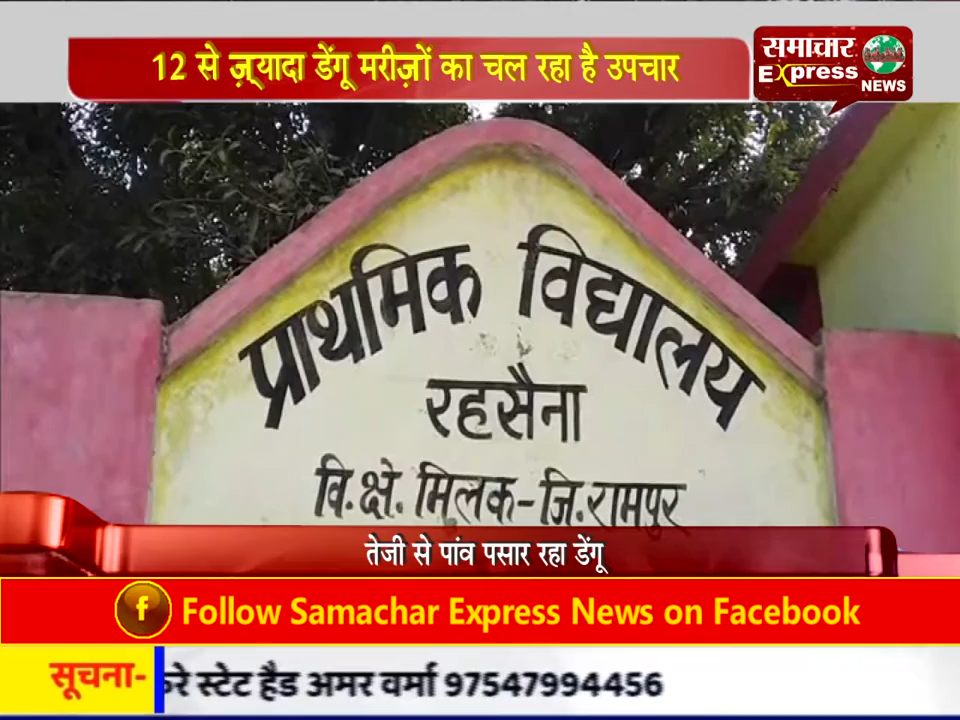 12 से ज़्यादा डेंगू मरीज़ों का चल रहा है उपचार
समाचार
Express
NEWS
प्राथमिक विद्यालय
रहसैना
वि.क्षे. मिलक-जि.रामपुर
तेजी से पांव पसार रहा डेंगू
f Follow Samachar Express News on Facebook
सूचना- करे स्टेट हैड अमर वर्मा 97547994456